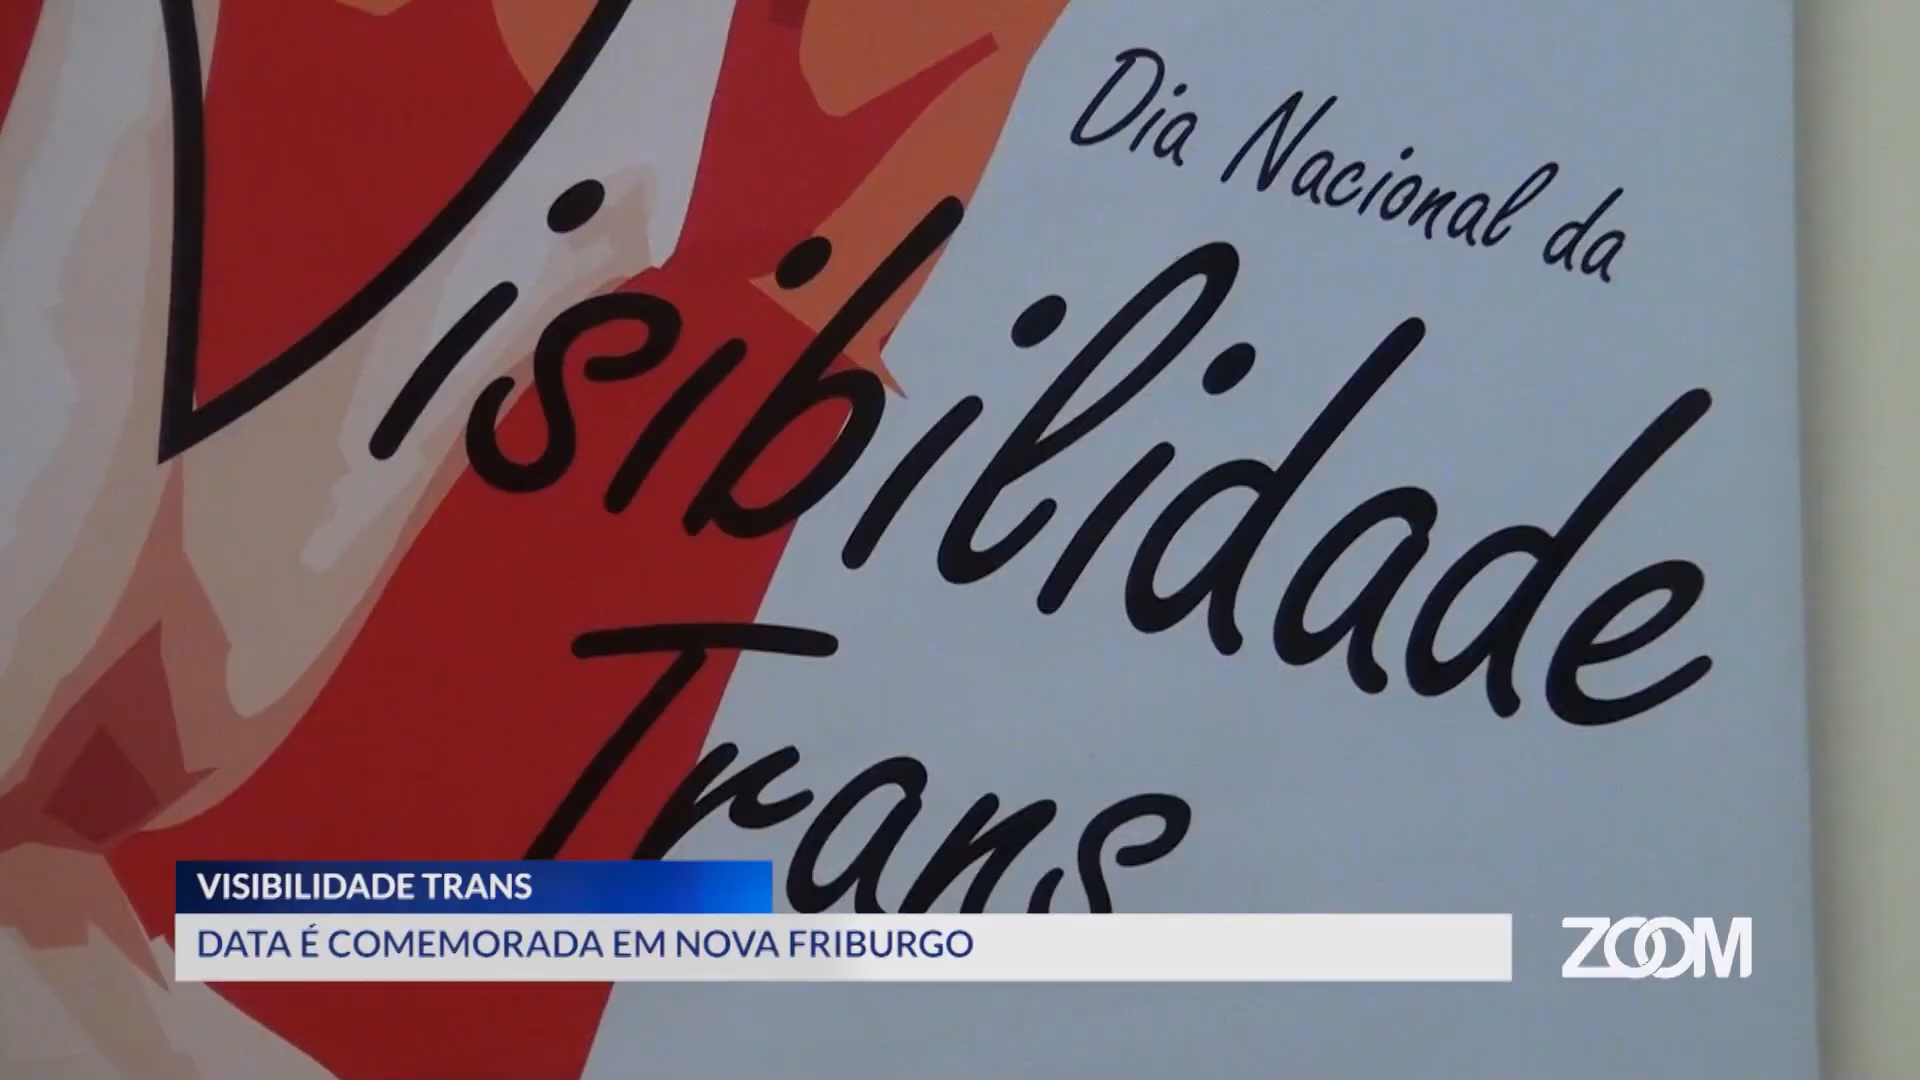 Dia Nacional da
Visibilidade
Trans
VISIBILIDADE TRANS
DATA É COMEMORADA EM NOVA FRIBURGO
ZOOM